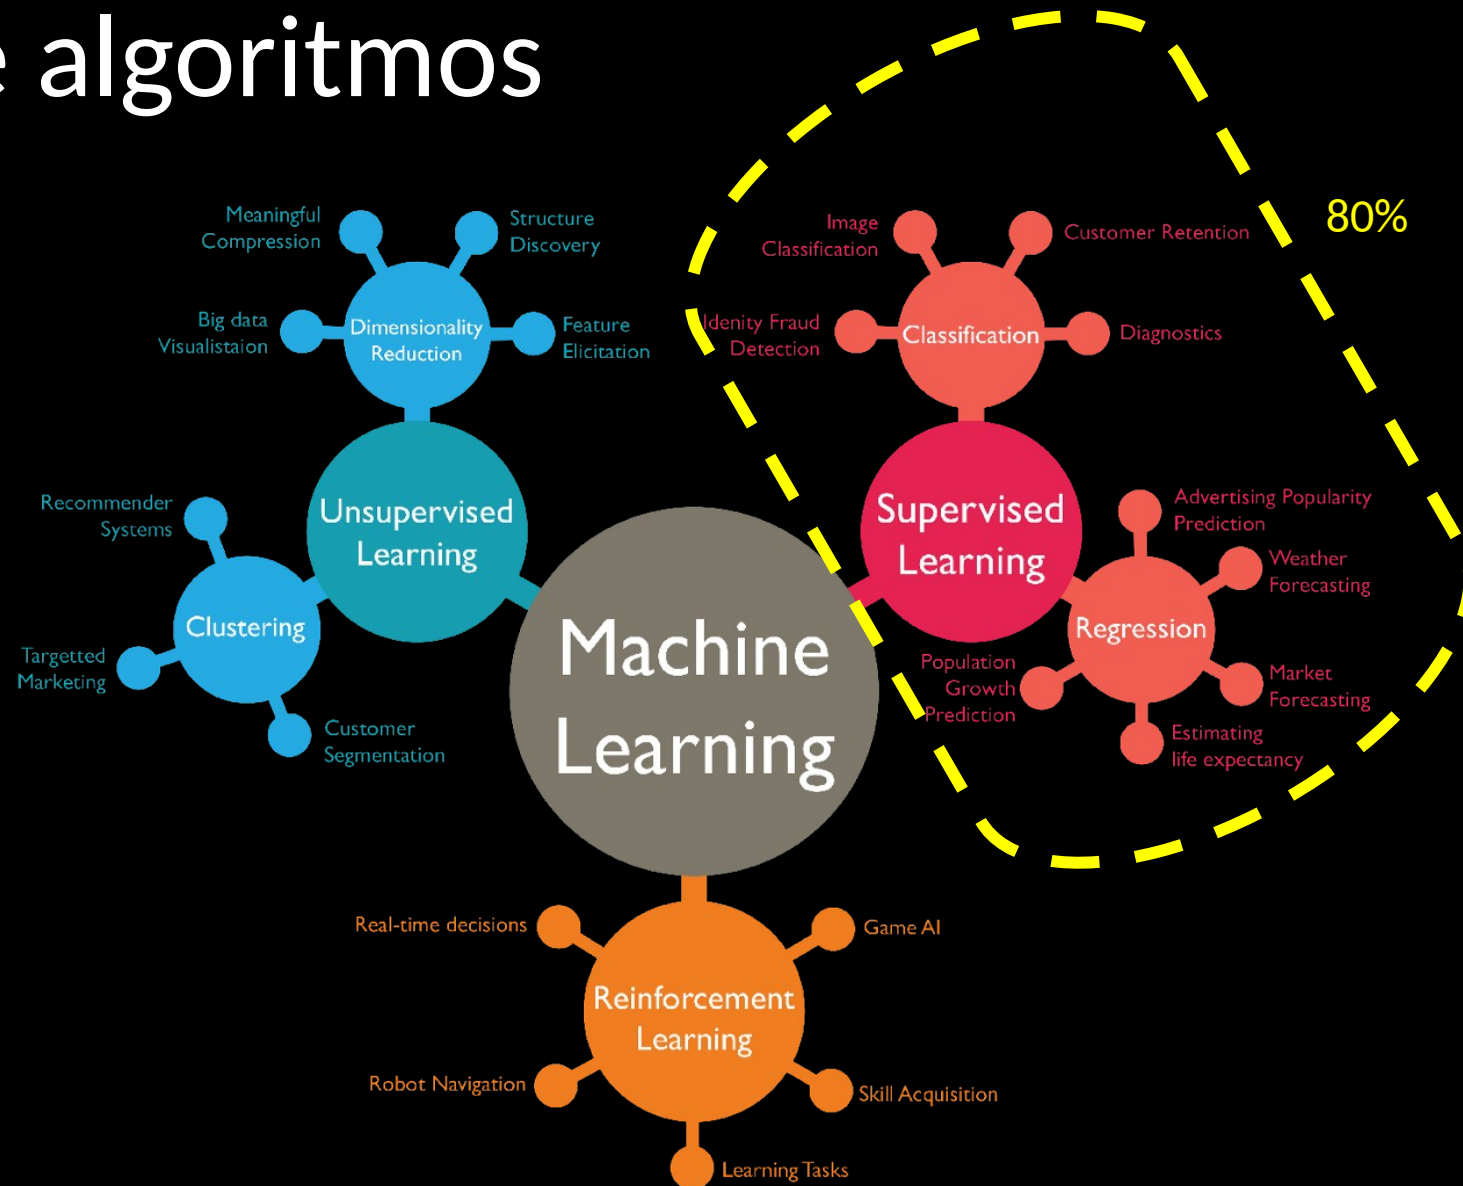 e algoritmos
80%
Meaningful
Compression
Structure
Discovery
Big data
Visualistaion
Dimensionality
Reduction
Feature
Elicitation
Image
Classification
Customer Retention
Idenity Fraud
Detection
Classification
Diagnostics
Recommender
Systems
Unsupervised
Learning
Clustering
Targetted
Marketing
Customer
Segmentation
Machine
Learning
Supervised
Learning
Advertising Popularity
Prediction
Weather
Forecasting
Regression
Population
Growth
Prediction
Market
Forecasting
Estimating
life expectancy
Real-time decisions
Game AI
Reinforcement
Learning
Robot Navigation
Skill Acquisition
Learning Tasks